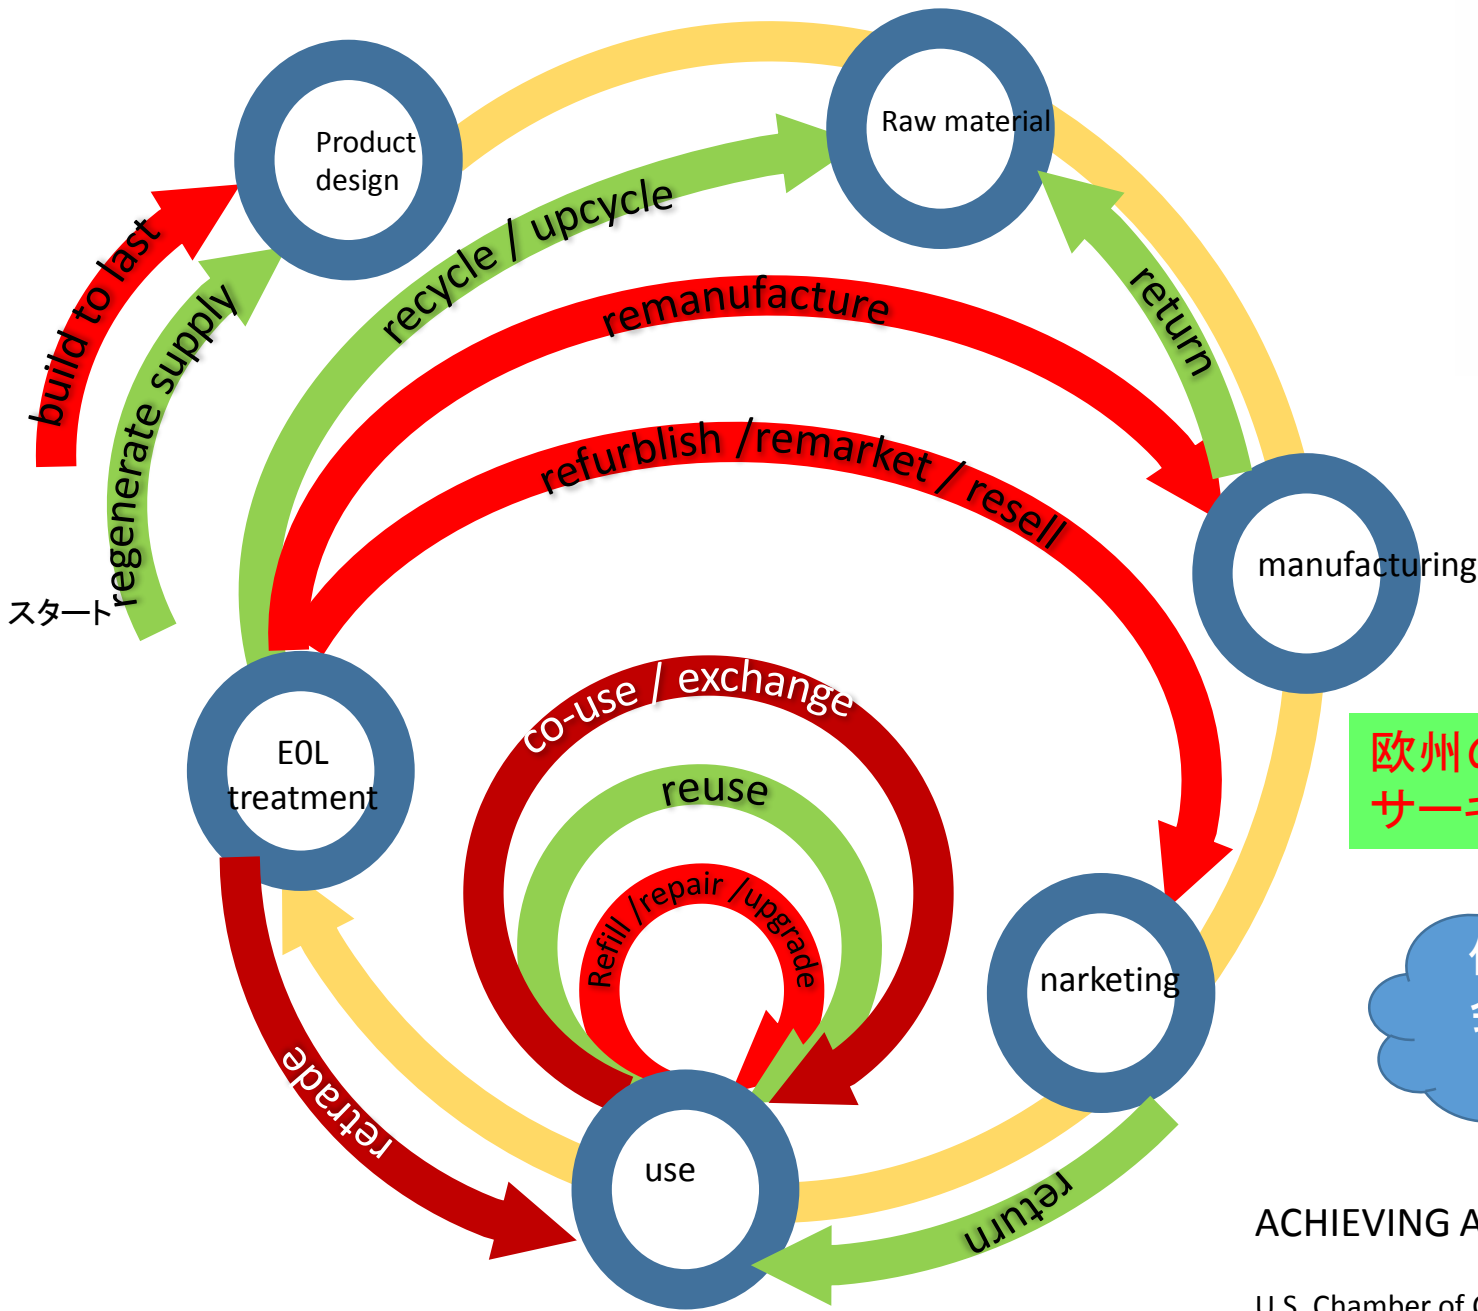 Product
design
Raw material
build to last
regenerate supply
recycle / upcycle
remanufacture
return
refurblish /remarket / resell
manufacturing
スタート
co-use / exchange
reuse
Refill /repair /upgrade
EOL
treatment
欧州の
サーキ
narketing
retrade
use
return
ACHIEVING A
U.S. Chamber of